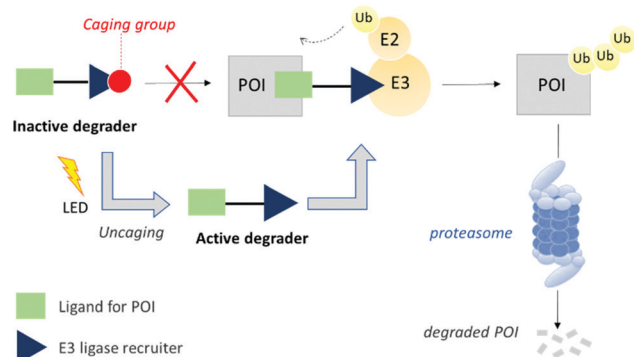 Caging group
Ub
E2
E3
POI
Ub
Ub
Ub
POI
Inactive degrader
LED
Uncaging
Active degrader
proteasome
Ligand for POI
E3 ligase recruiter
degraded POI